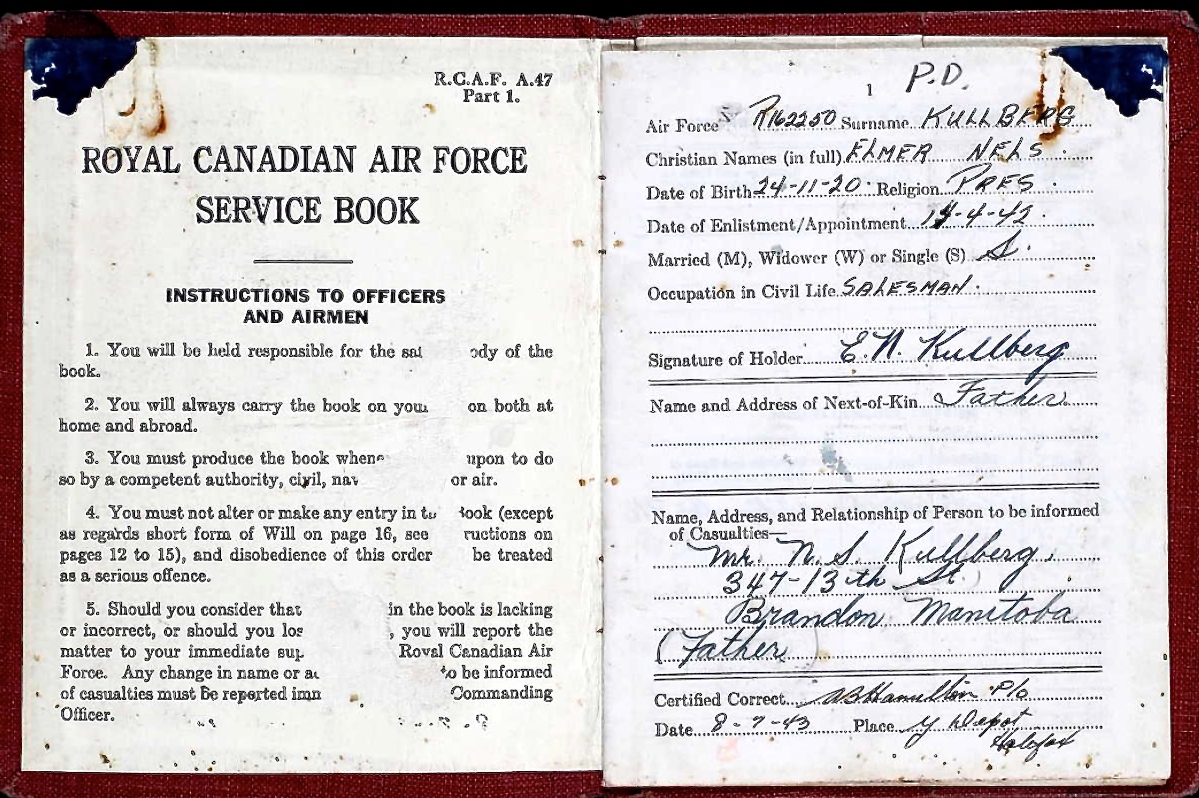 R.C.A.F. A.47
Part 1.
ROYAL CANADIAN AIR FORCE
SERVICE BOOK
INSTRUCTIONS TO OFFICERS
AND AIRMEN
1. You will be held responsible for the ody of the
book.
2. You will always carry the book on on both at
home and abroad.
3. You must produce the book upon to do
so by a competent authority, civil, or air.
4. You must not alter or make any entry in (except
as regards short form of Will on page 16, see ructions on
pages 12 to 15), and disobedience of this order be treated
as a serious offence.
5. Should you consider that in the book is lacking
or incorrect, or should you , you will report the
matter to your immediate Royal Canadian Air
Force. Any change in name or to be informed
of casualties must be reported Commanding
Officer.
1 P.D.
Air Force R162250 Surname KULLBERG
Christian Names (in full) ELMER NELS.
Date of Birth 24-11-20. Religion PRES.
Date of Enlistment/Appointment -4-42.
Married (M), Widower (W) or Single (S) S.
Occupation in Civil Life SALESMAN.
Signature of Holder E. N. Kullberg
Name and Address of Next-of-Kin Father
Name, Address, and Relationship of Person to be informed
of Casualties—
Mr. N. S. Kullberg.
347-13th St.
Brandon Manitoba
(Father)
Certified Correct Hamilton P/o
Date 8-7-43 Place Y Depot
Halifax